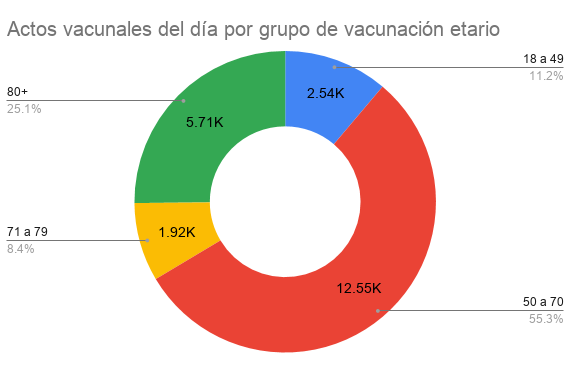 Actos vacunales del día por grupo de vacunación etario
18 a 49
11.2%
80+
25.1%
2.54K
5.71K
71 a 79
8.4%
1.92K
12.55K
50 a 70
55.3%